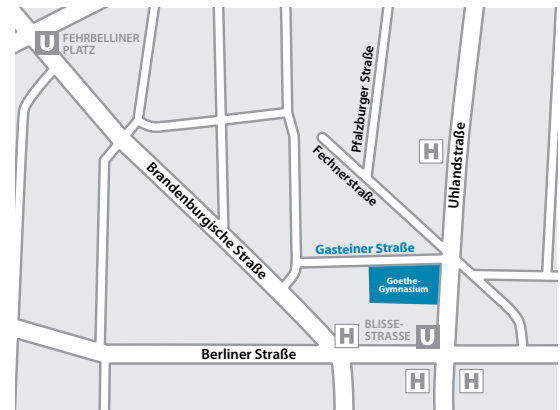 U FEHRBELLINER
PLATZ
Pfalzburger Straße
Uhlandstraße
H
Fechnerstraße
Brandenburgische Straße
Gasteiner Straße
Goethe-
Gymnasium
H BLISSE-
STRASSE U
Berliner Straße
H H